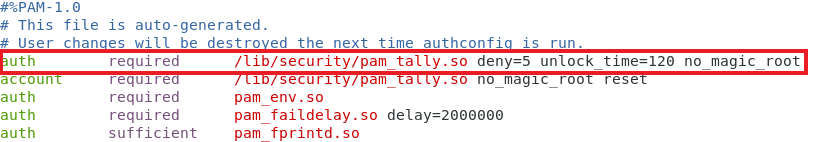 #%PAM-1.0
# This file is auto-generated.
# User changes will be destroyed the next time authconfig is run.
auth        required      /lib/security/pam_tally.so deny=5 unlock_time=120 no_magic_root
account     required      /lib/security/pam_tally.so no_magic_root reset
auth        required      pam_env.so
auth        required      pam_faildelay.so delay=2000000
auth        sufficient    pam_fprintd.so